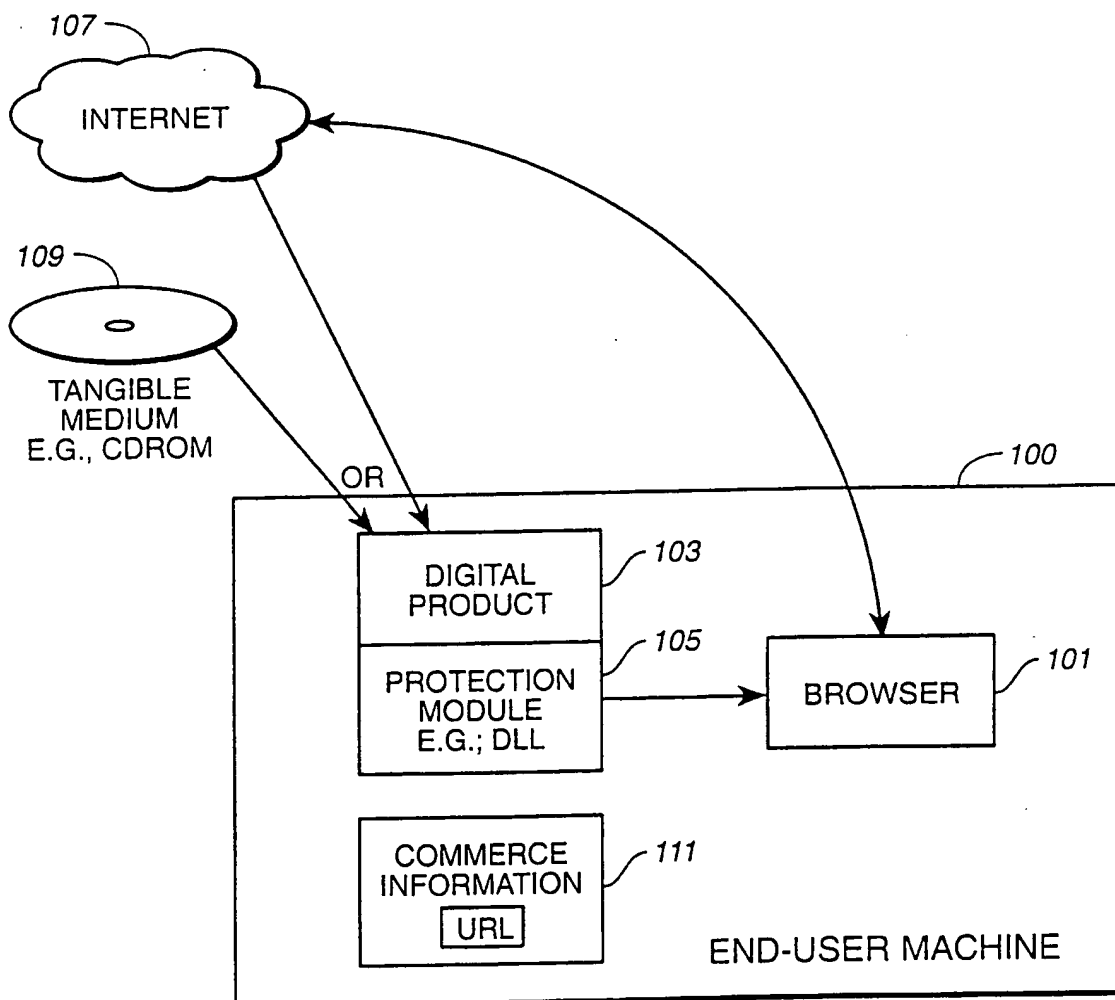 107
INTERNET
109
TANGIBLE
MEDIUM
E.G., CDROM
OR
100
DIGITAL
PRODUCT
103
PROTECTION
MODULE
E.G.; DLL
105
BROWSER
101
COMMERCE
INFORMATION
URL
111
END-USER MACHINE